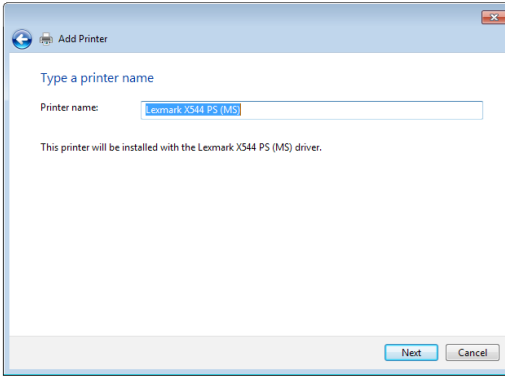 Add Printer
Type a printer name
Printer name:
Lexmark X544 PS (MS)
This printer will be installed with the Lexmark X544 PS (MS) driver.
Next
Cancel